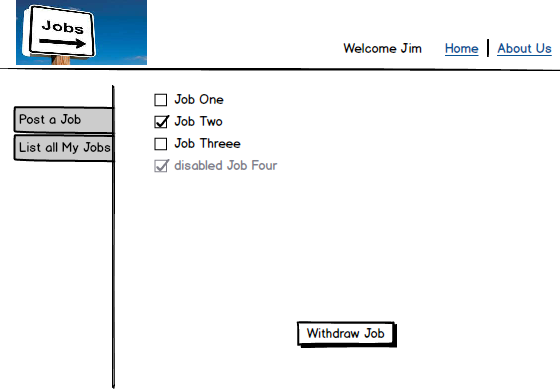 Jobs
Welcome Jim Home About Us
Post a Job
List all My Jobs
Job One
Job Two
Job Threee
disabled Job Four
Withdraw Job